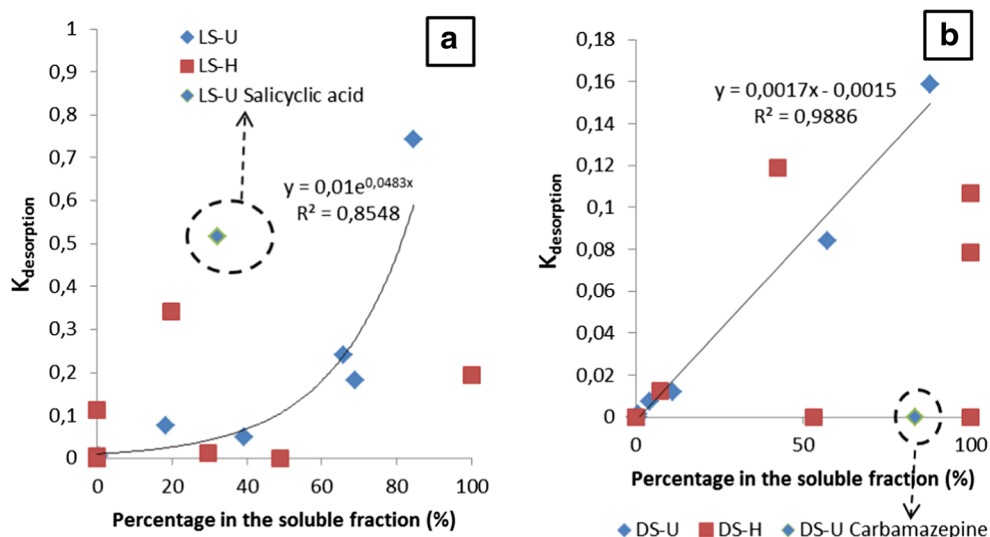 a
LS-U
LS-H
LS-U Salicyclic acid
y = 0,01e^0,0483x
R² = 0,8548
Kdesorption
1
0,9
0,8
0,7
0,6
0,5
0,4
0,3
0,2
0,1
0
0 20 40 60 80 100
Percentage in the soluble fraction (%)
b
y = 0,0017x - 0,0015
R² = 0,9886
Kdesorption
0,18
0,16
0,14
0,12
0,1
0,08
0,06
0,04
0,02
0
0 50 100
Percentage in the soluble fraction (%)
DS-U DS-H DS-U Carbamazepine